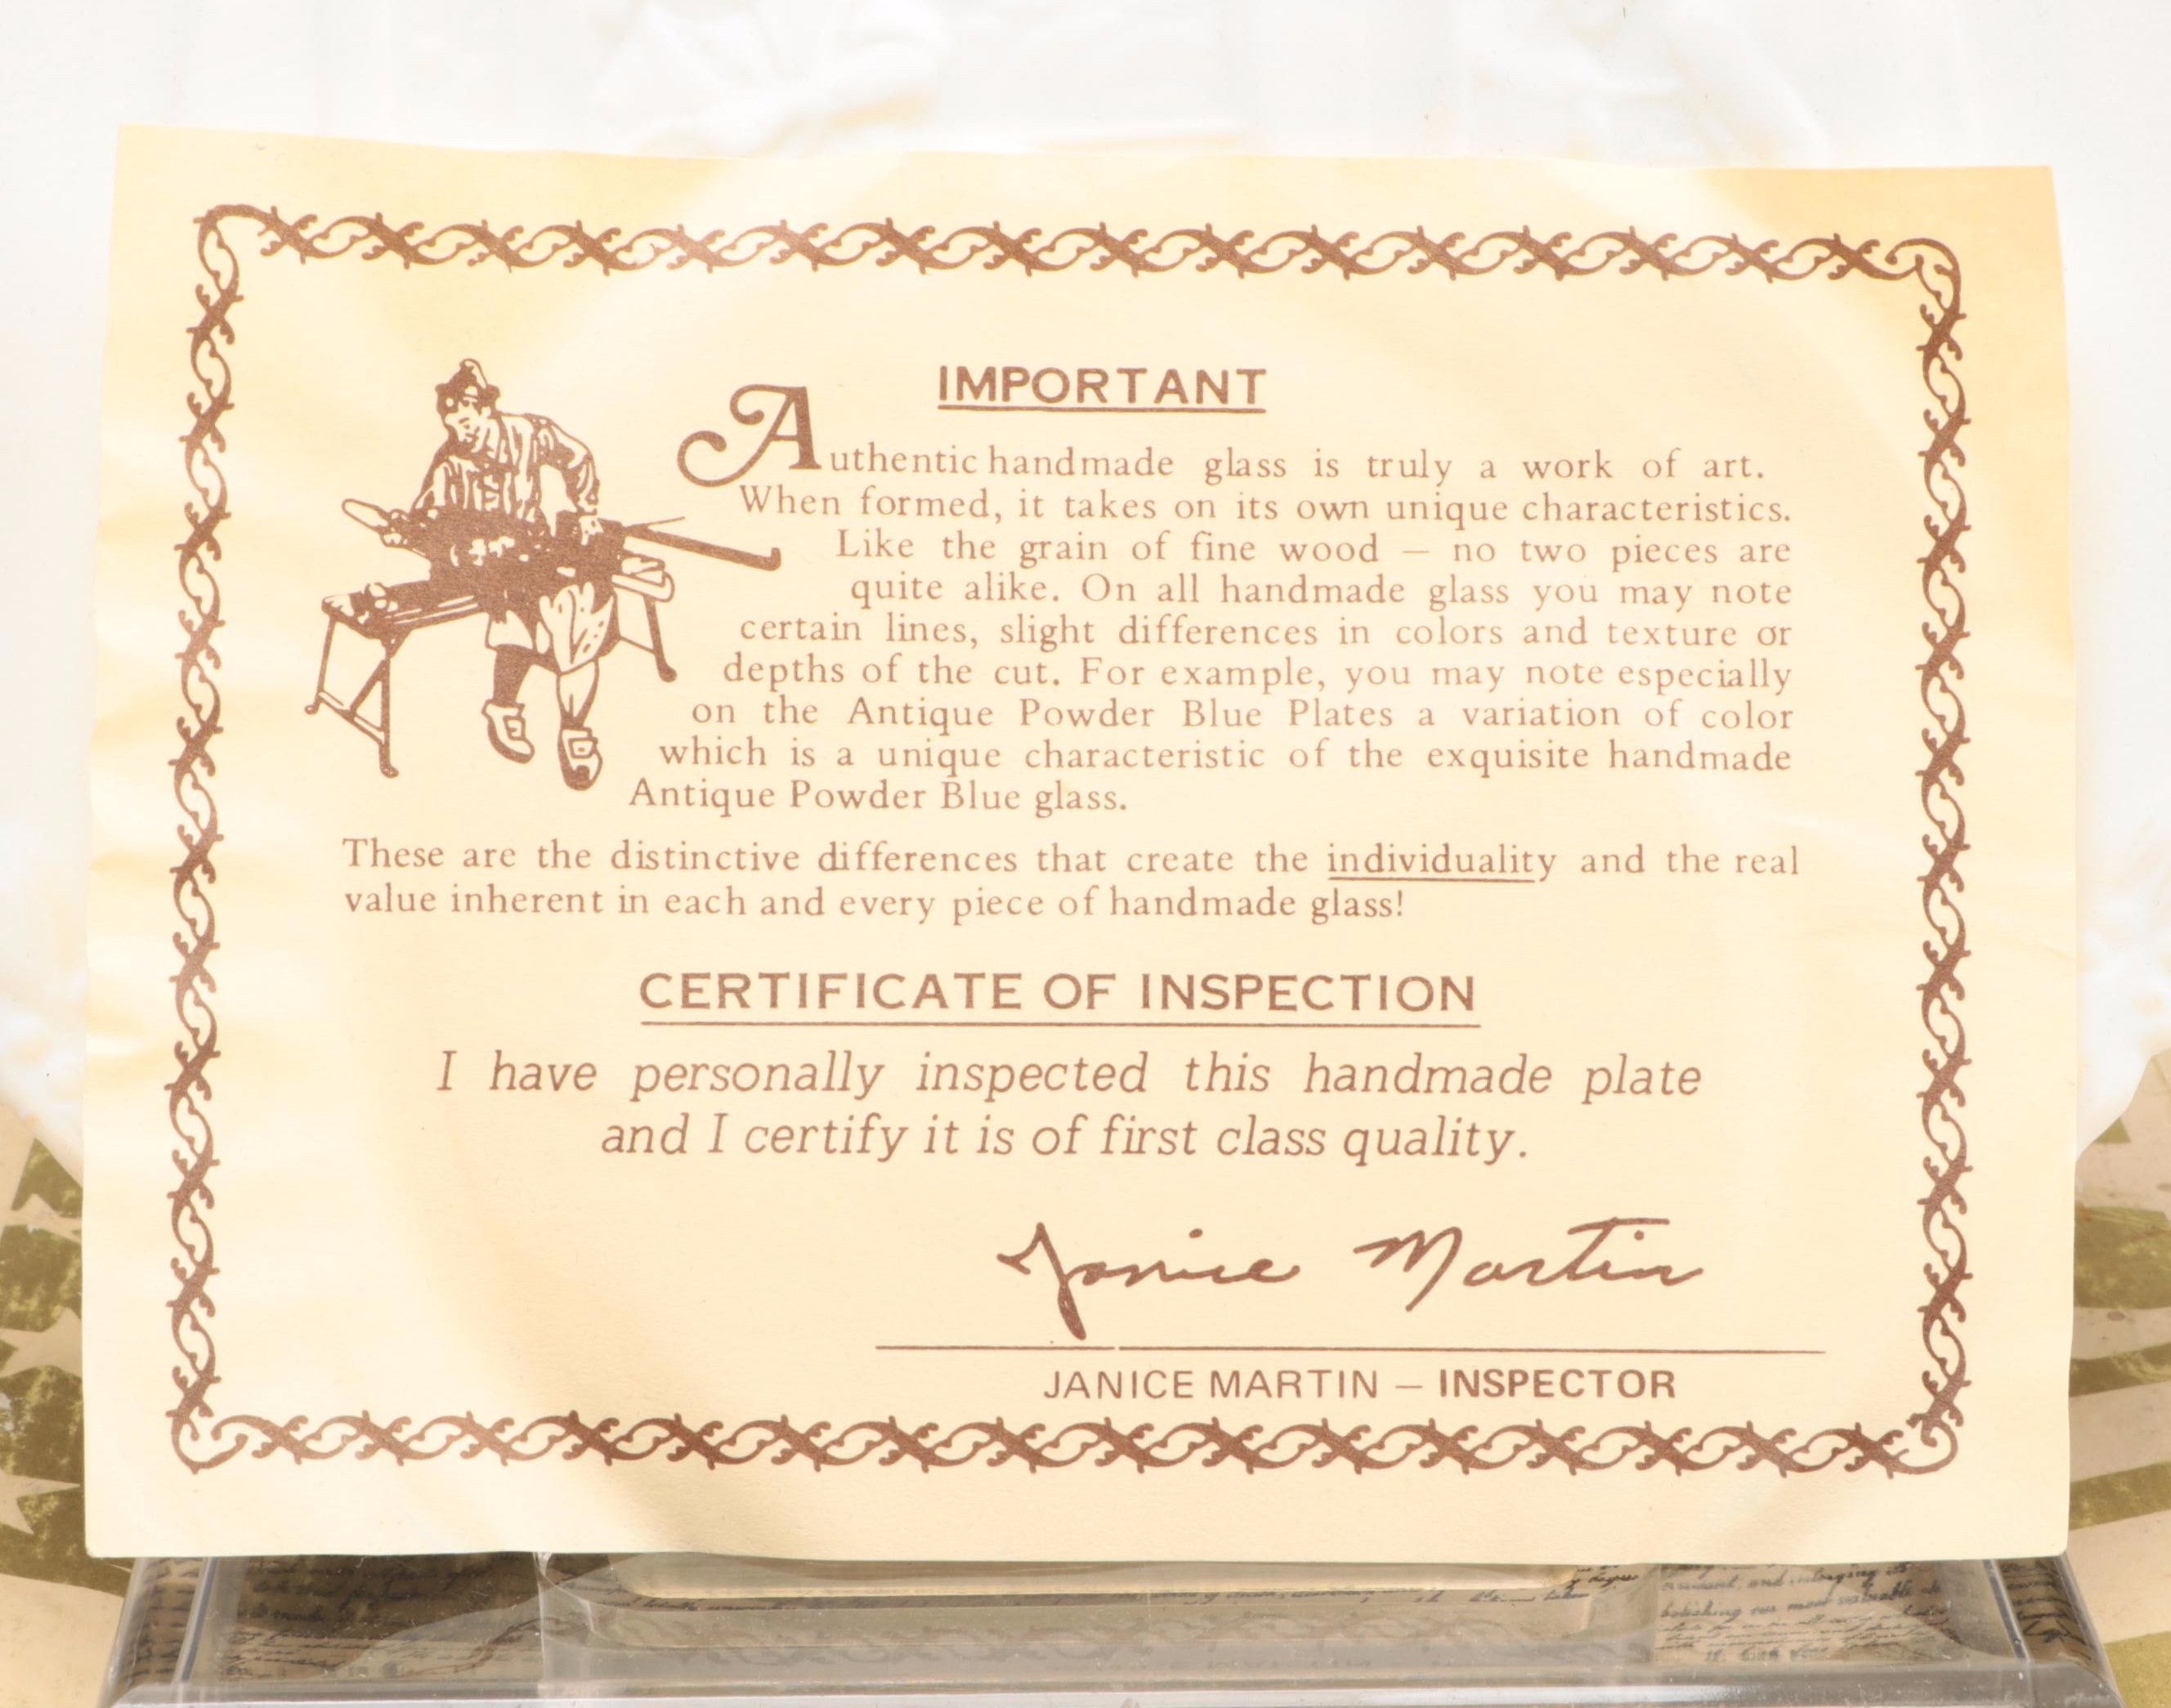 IMPORTANT
Authentic handmade glass is truly a work of art.
When formed, it takes on its own unique characteristics.
Like the grain of fine wood — no two pieces are
quite alike. On all handmade glass you may note
certain lines, slight differences in colors and texture or
depths of the cut. For example, you may note especially
on the Antique Powder Blue Plates a variation of color
which is a unique characteristic of the exquisite handmade
Antique Powder Blue glass.
These are the distinctive differences that create the individuality and the real
value inherent in each and every piece of handmade glass!
CERTIFICATE OF INSPECTION
I have personally inspected this handmade plate
and I certify it is of first class quality.
Janice Martin
JANICE MARTIN — INSPECTOR